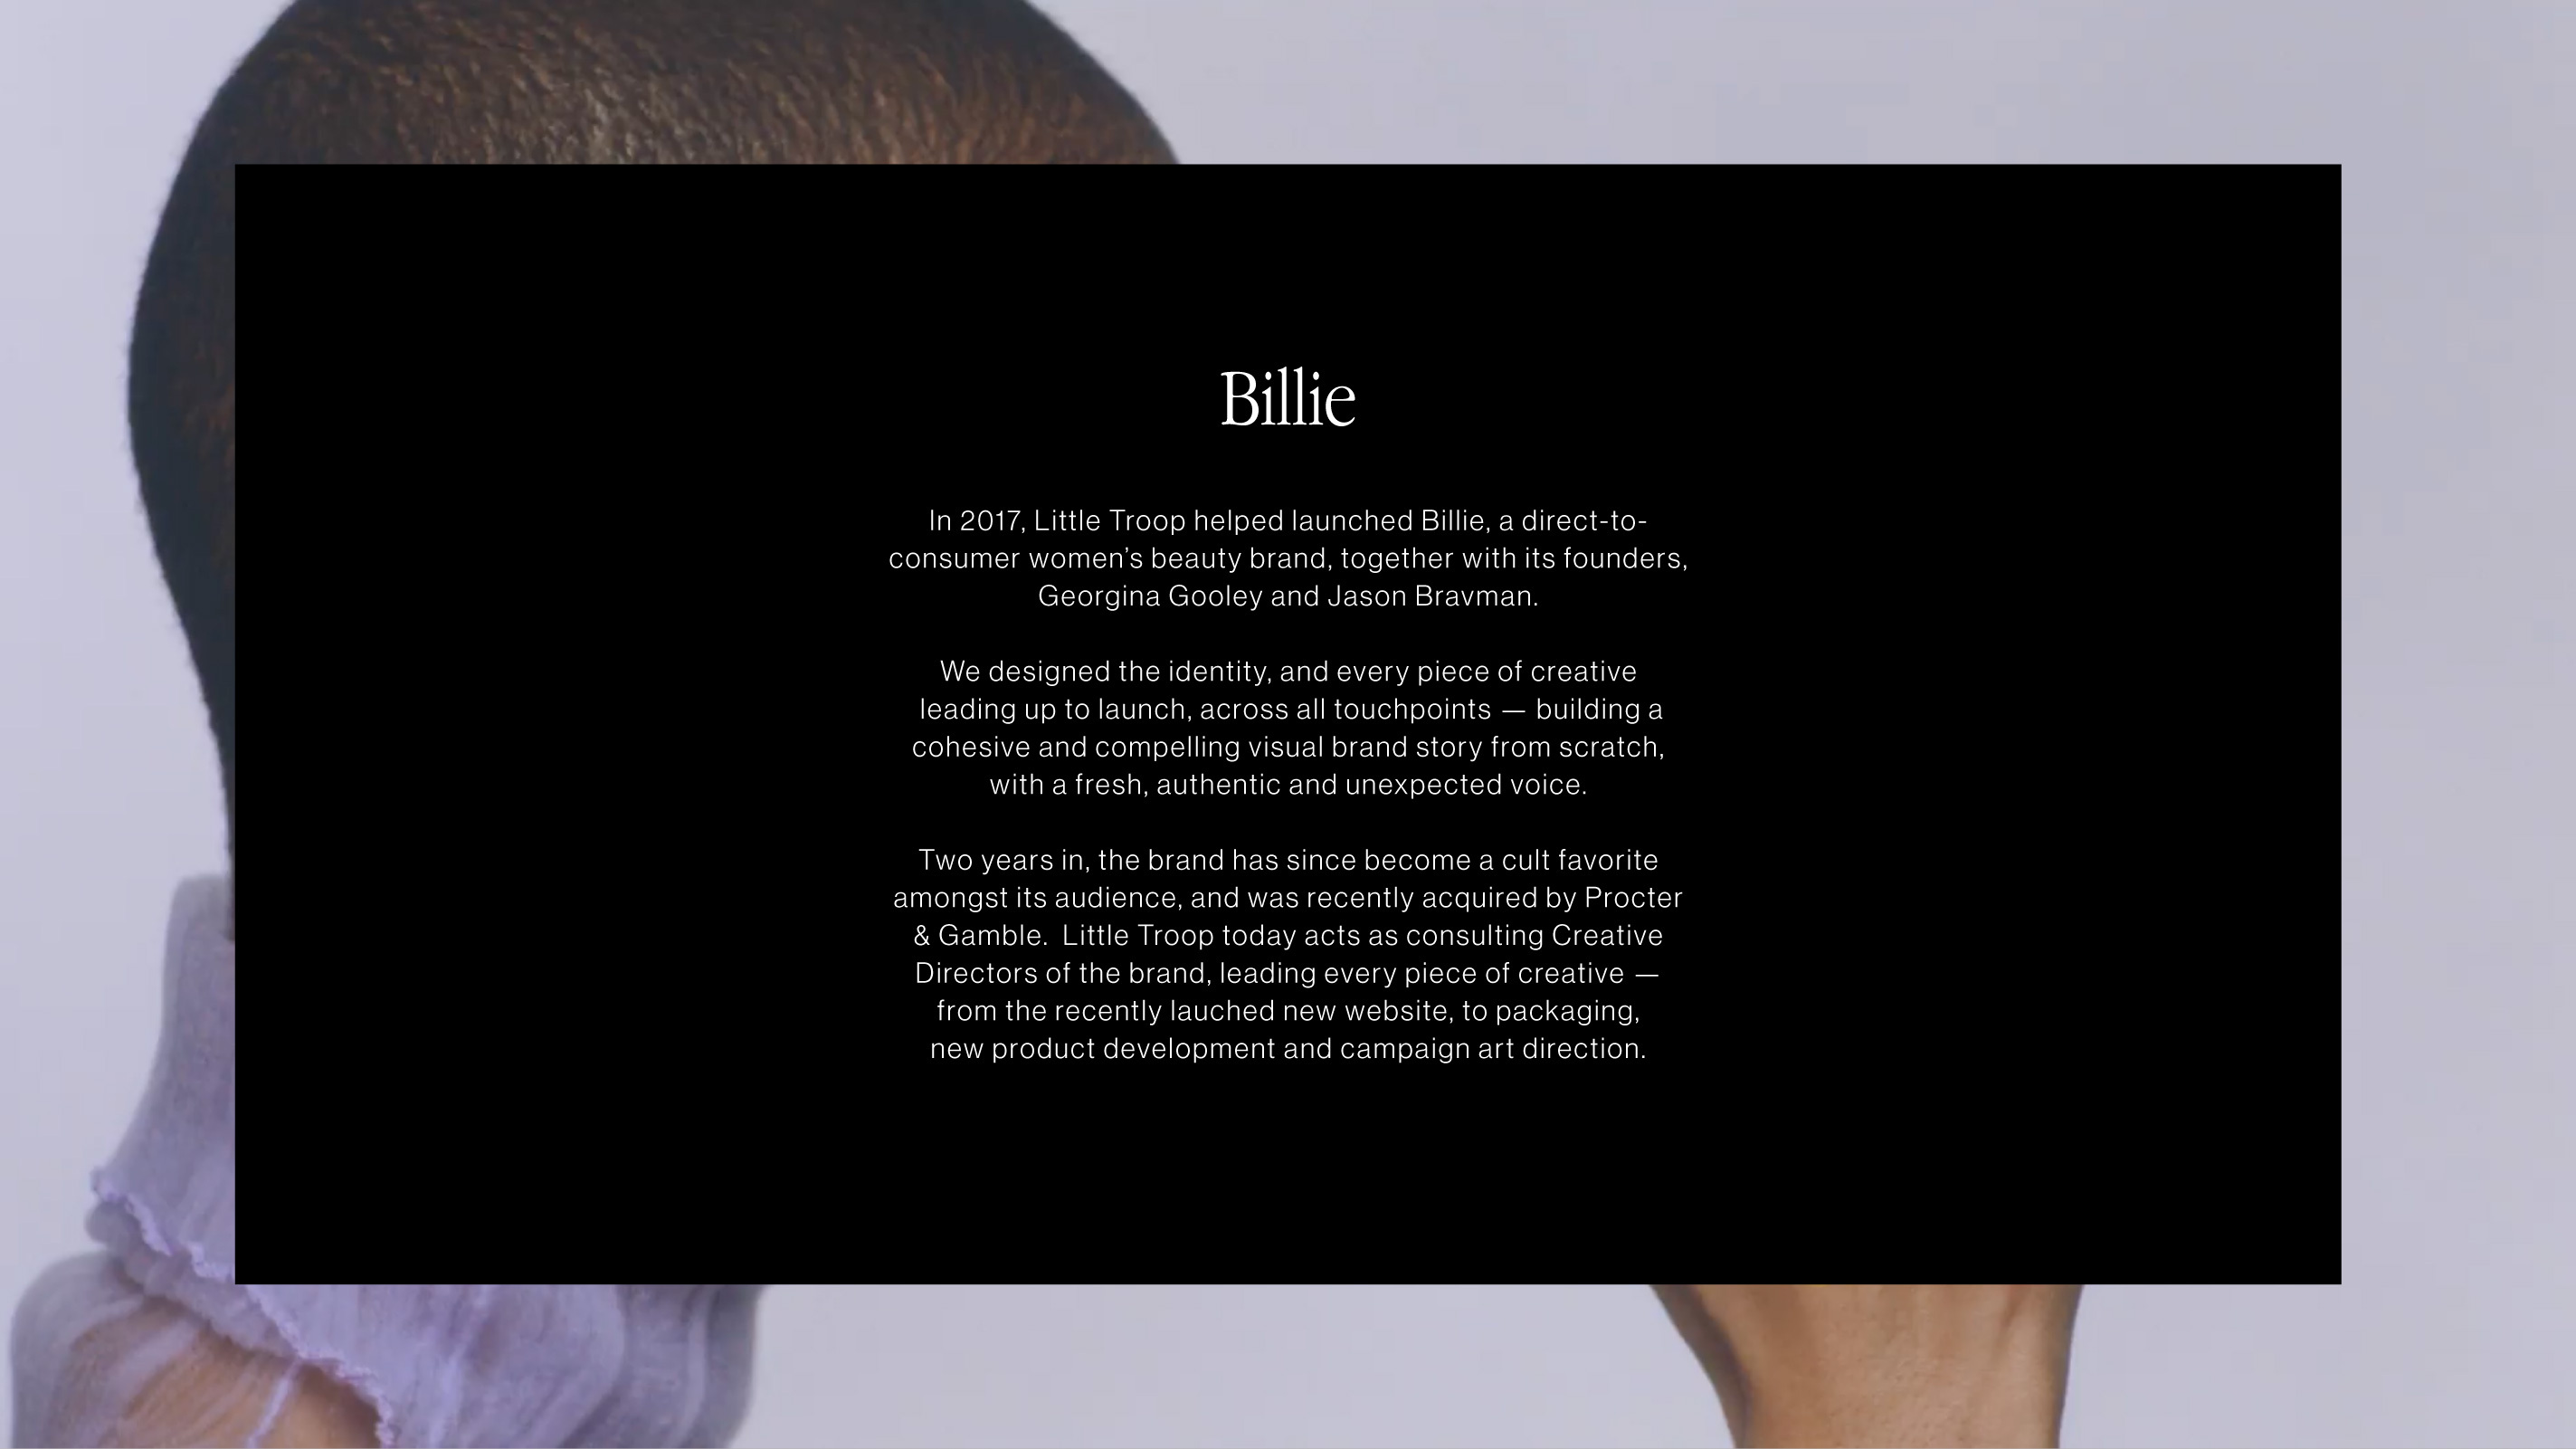 Billie
In 2017, Little Troop helped launched Billie, a direct-to-
consumer women’s beauty brand, together with its founders,
Georgina Gooley and Jason Bravman.
We designed the identity, and every piece of creative
leading up to launch, across all touchpoints — building a
cohesive and compelling visual brand story from scratch,
with a fresh, authentic and unexpected voice.
Two years in, the brand has since become a cult favorite
amongst its audience, and was recently acquired by Procter
& Gamble.  Little Troop today acts as consulting Creative
Directors of the brand, leading every piece of creative —
from the recently lauched new website, to packaging,
new product development and campaign art direction.